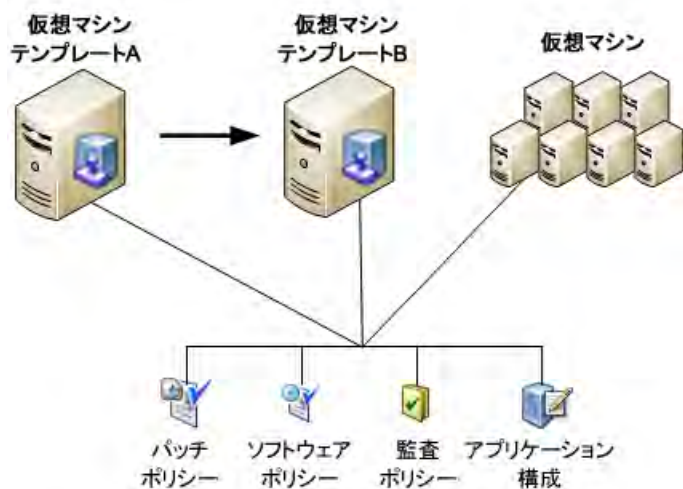 仮想マシン
テンプレートA
仮想マシン
テンプレートB
仮想マシン
パッチ
ポリシー
ソフトウェア
ポリシー
監査
ポリシー
アプリケーション
構成